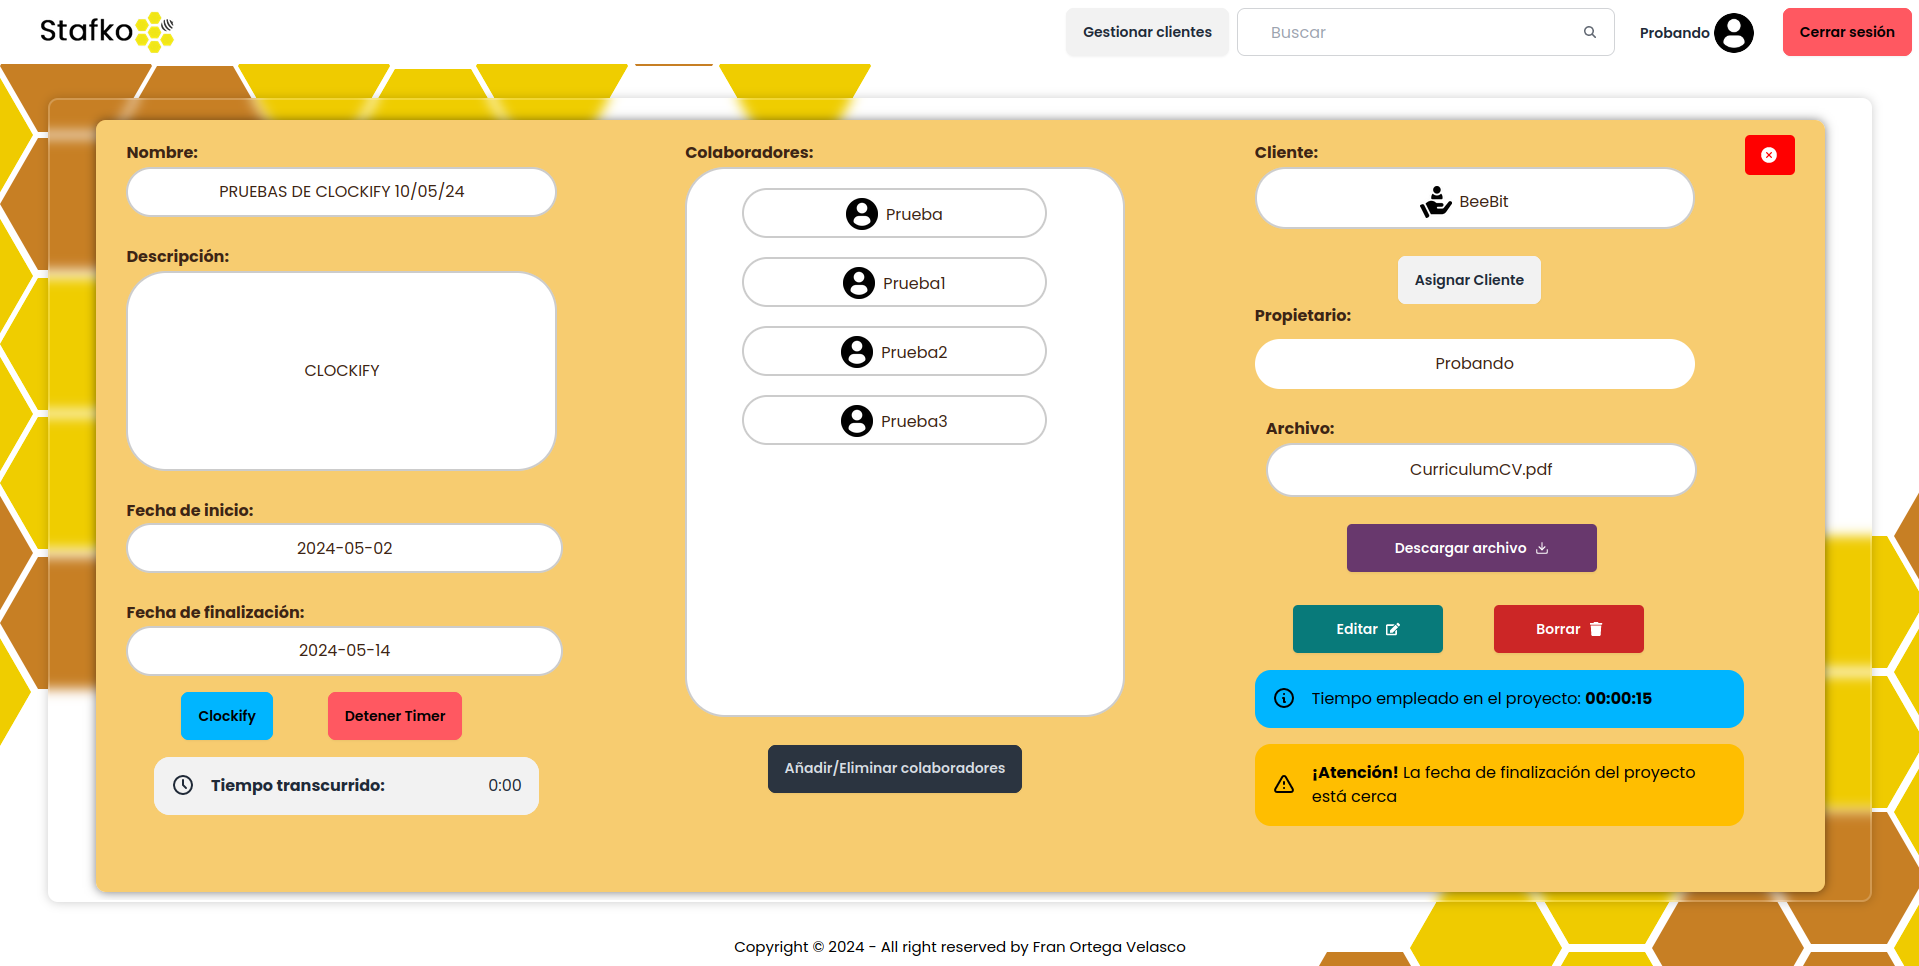 Stafko
Gestionar clientes
Buscar
Probando
Cerrar sesión
Nombre:
PRUEBAS DE CLOCKIFY 10/05/24
Descripción:
CLOCKIFY
Fecha de inicio:
2024-05-02
Fecha de finalización:
2024-05-14
Clockify
Detener Timer
Tiempo transcurrido: 0:00
Colaboradores:
Prueba
Prueba1
Prueba2
Prueba3
Añadir/Eliminar colaboradores
Cliente:
BeeBit
Asignar Cliente
Propietario:
Probando
Archivo:
CurriculumCV.pdf
Descargar archivo
Editar
Borrar
Tiempo empleado en el proyecto: 00:00:15
¡Atención! La fecha de finalización del proyecto
está cerca
Copyright © 2024 - All right reserved by Fran Ortega Velasco